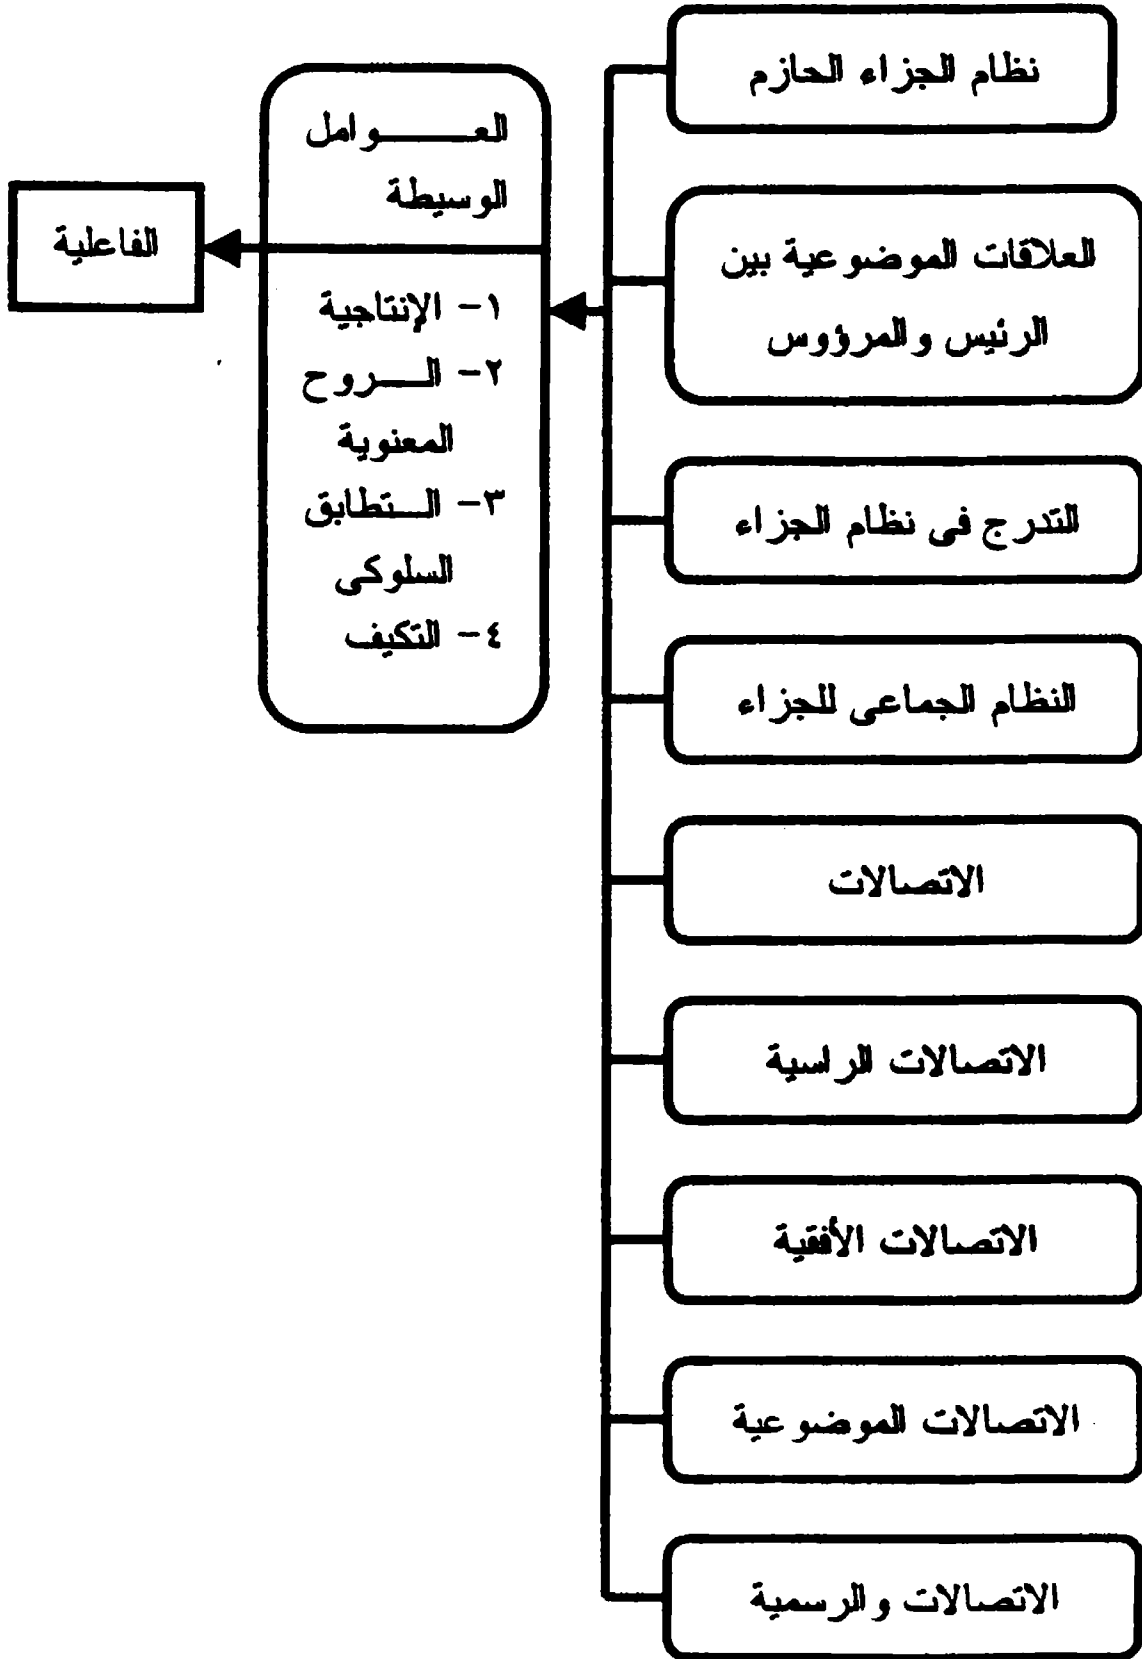 نظام الجزاء الحازم
العلاقات الموضوعية بين
الرئيس والمرؤوس
التدرج فى نظام الجزاء
النظام الجماعى للجزاء
الاتصالات
الاتصالات الراسية
الاتصالات الأفقية
الاتصالات الموضوعية
الاتصالات والرسمية
العوامل
الوسيطة
١- الإنتاجية
٢- الروح
المعنوية
٣- التطابق
السلوكى
٤- التكيف
الفاعلية